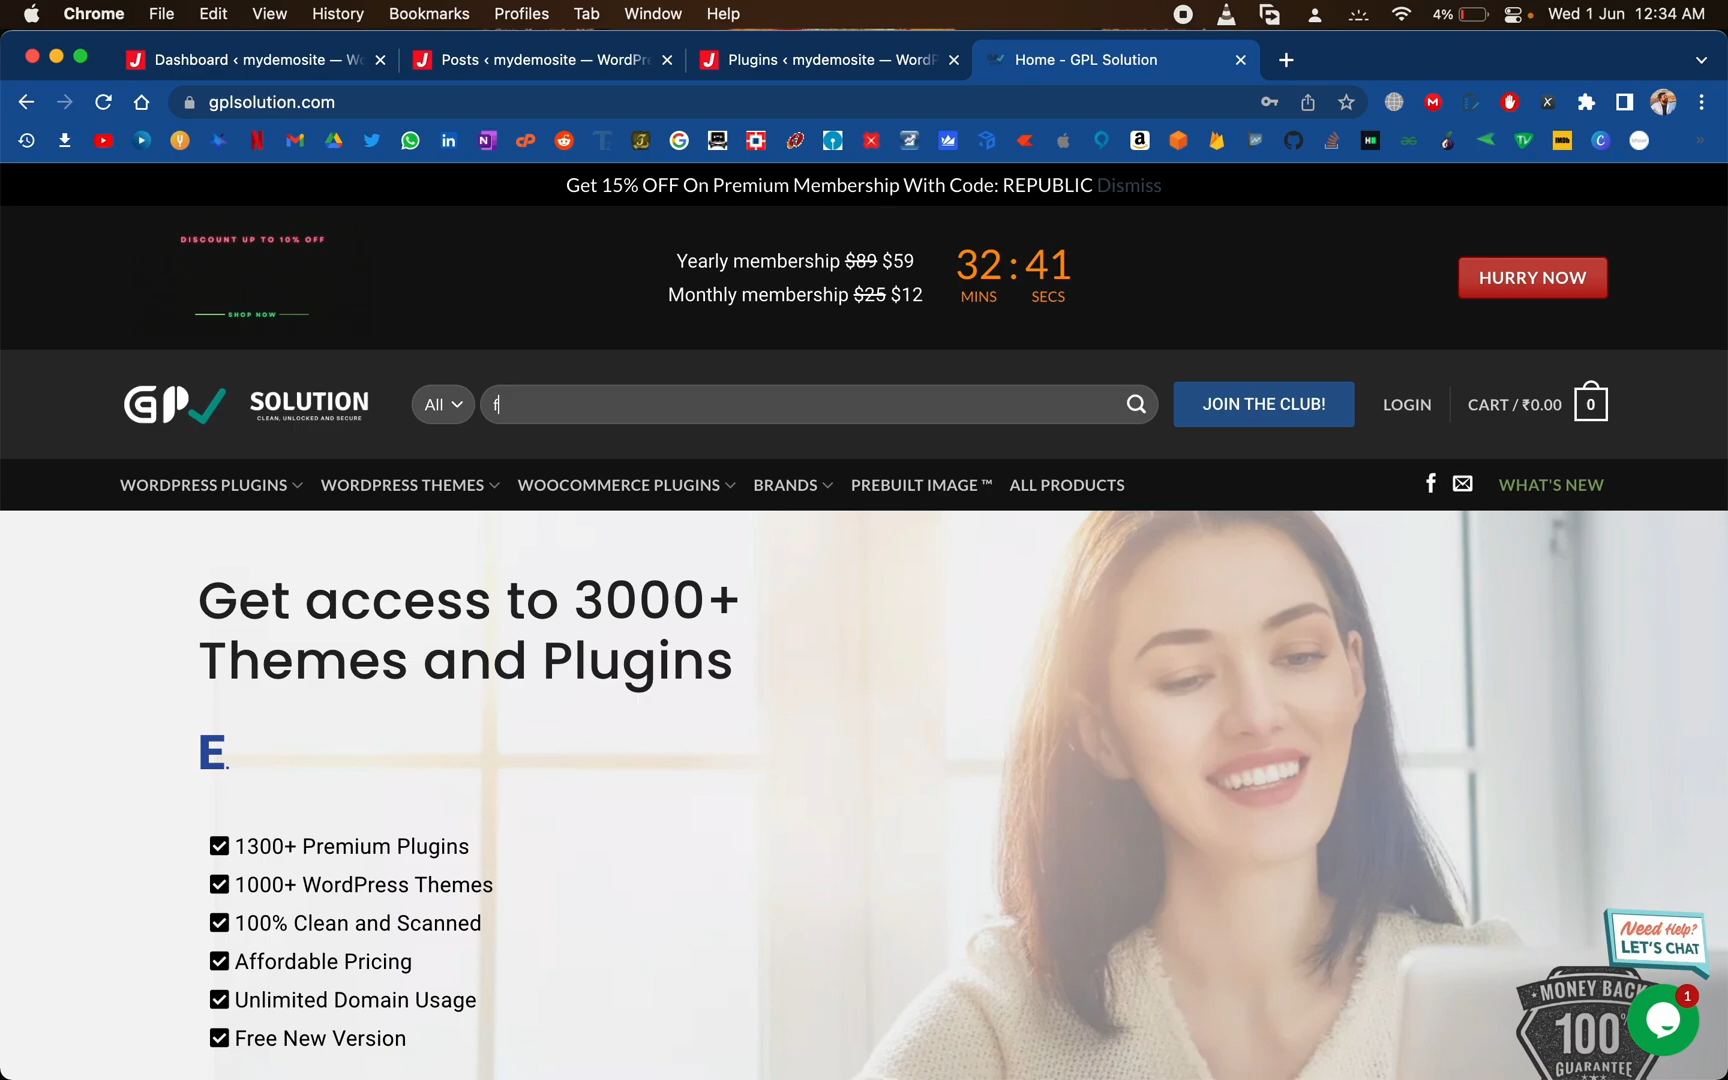 Chrome File Edit View History Bookmarks Profiles Tab Window Help 4% Wed 1 Jun 12:34 AM
Dashboard ‹ mydemosite — Wo Posts ‹ mydemosite — WordPre Plugins ‹ mydemosite — WordP Home - GPL Solution
gplsolution.com
Get 15% OFF On Premium Membership With Code: REPUBLIC Dismiss
DISCOUNT UP TO 10% OFF
SHOP NOW
Yearly membership $89 $59
Monthly membership $25 $12
32 : 41
MINS SECS
HURRY NOW
GP SOLUTION
CLEAN, UNLOCKED AND SECURE
All f JOIN THE CLUB! LOGIN CART / ₹0.00 0
WORDPRESS PLUGINS WORDPRESS THEMES WOOCOMMERCE PLUGINS BRANDS PREBUILT IMAGE ™ ALL PRODUCTS WHAT'S NEW
Get access to 3000+
Themes and Plugins
E.
1300+ Premium Plugins
1000+ WordPress Themes
100% Clean and Scanned
Affordable Pricing
Unlimited Domain Usage
Free New Version
Need Help?
LET'S CHAT
1
MONEY BACK
100
GUARANTEE